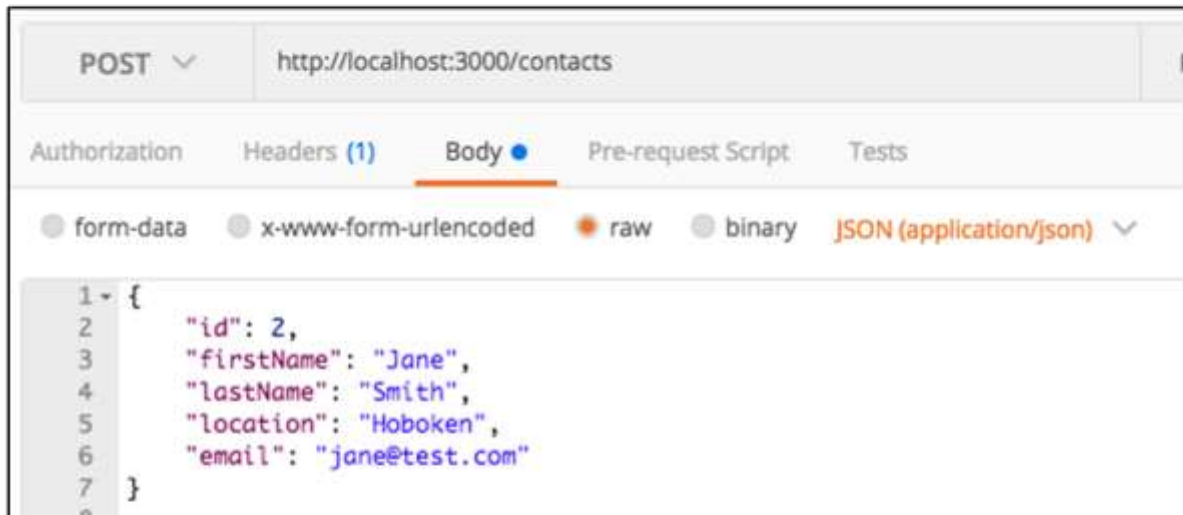 POST http://localhost:3000/contacts
Authorization Headers (1) Body Pre-request Script Tests
form-data x-www-form-urlencoded raw binary JSON (application/json)
1 {
2 "id": 2,
3 "firstName": "Jane",
4 "lastName": "Smith",
5 "location": "Hoboken",
6 "email": "jane@test.com"
7 }